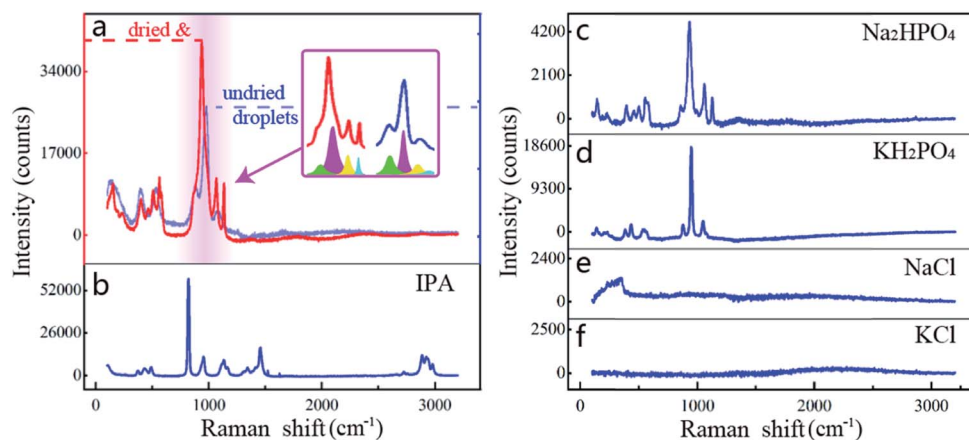 a
dried &
undried
droplets
34000
17000
0
Intensity (counts)
b
IPA
52000
26000
0
0 1000 2000 3000
Raman shift (cm⁻¹)
c
Na₂HPO₄
4200
2100
0
d
KH₂PO₄
18600
9300
0
Intensity (counts)
e
NaCl
2400
0
f
KCl
2500
0
0 1000 2000 3000
Raman shift (cm⁻¹)